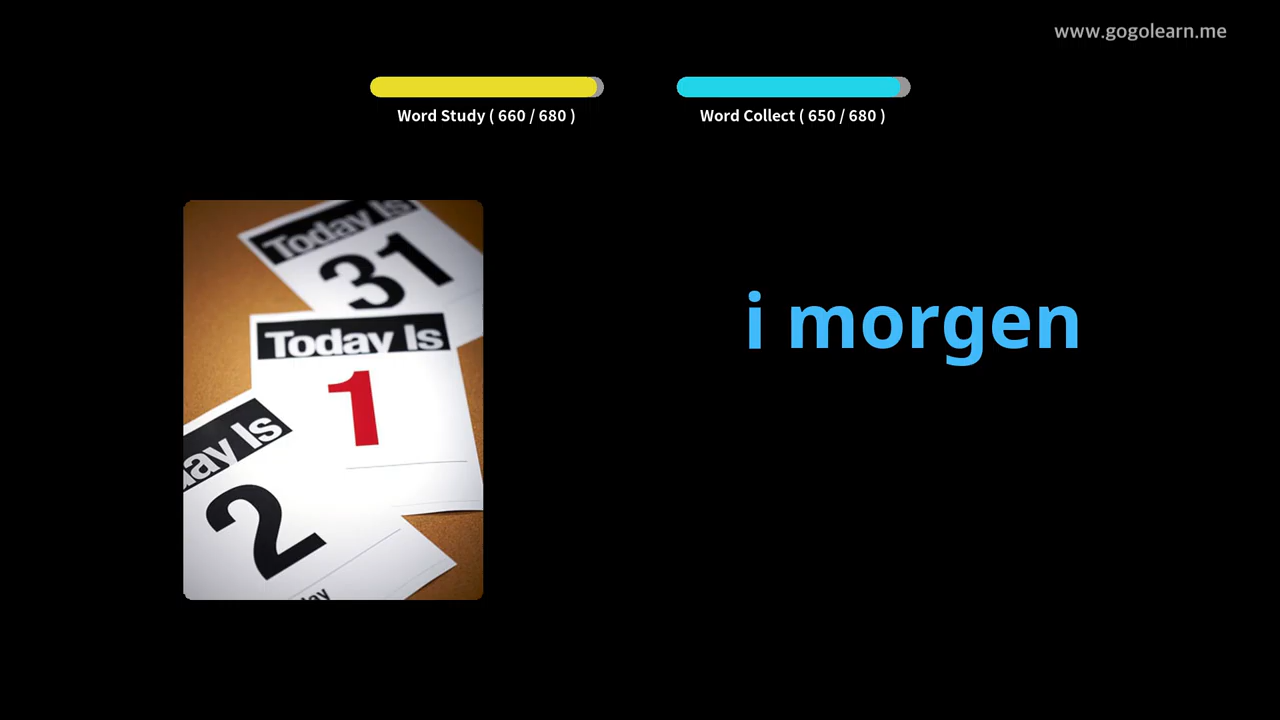 www.gogolearn.me
Word Study ( 660 / 680 )
Word Collect ( 650 / 680 )
Today Is
31
Today Is
1
ay Is
2
i morgen